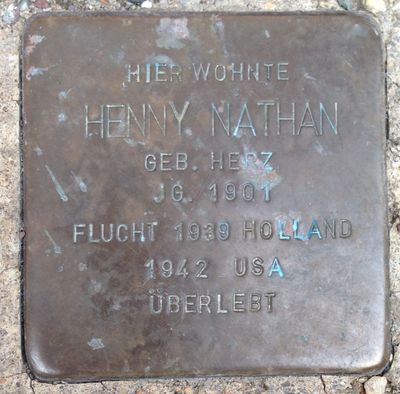 HIER WOHNTE
HENNY NATHAN
GEB. HERZ
JG. 1901
FLUCHT 1939 HOLLAND
1942 USA
ÜBERLEBT